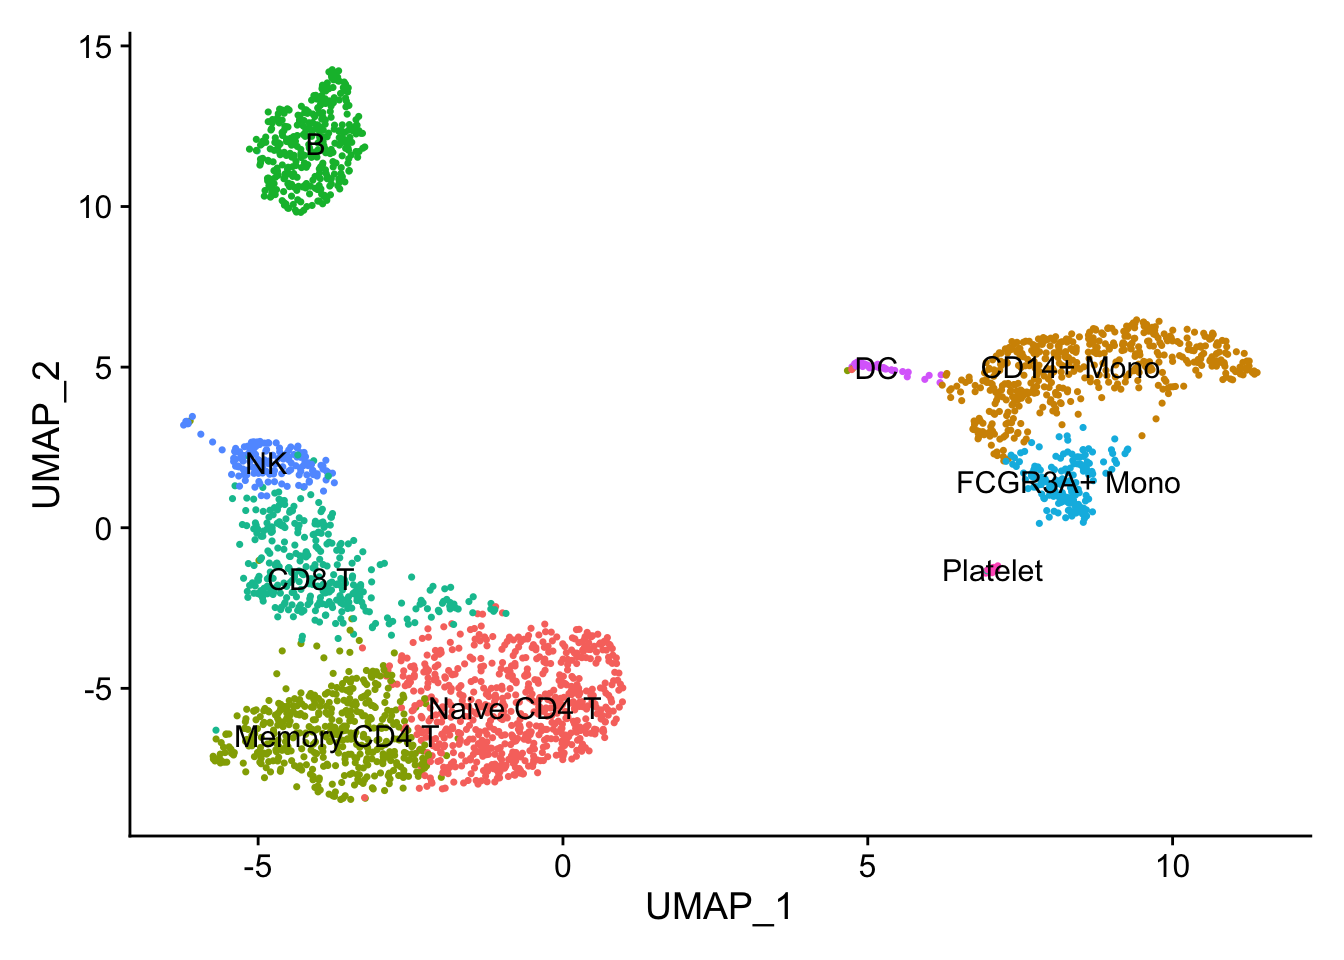 15
10
5
0
-5
UMAP_2
B
DC
CD14+ Mono
NK
FCGR3A+ Mono
Platelet
CD8 T
Naive CD4 T
Memory CD4 T
-5
0
5
10
UMAP_1